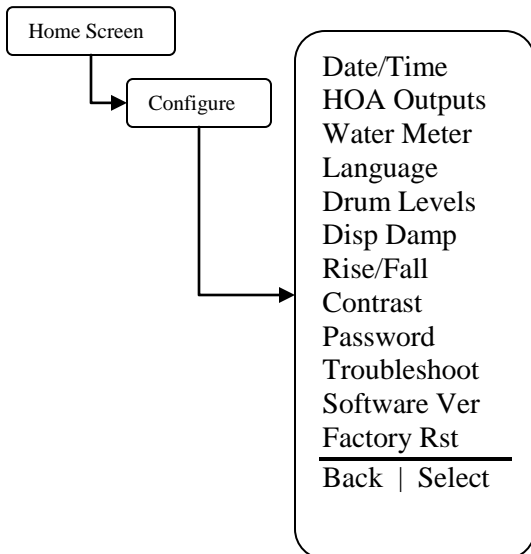 Home Screen
Configure
Date/Time
HOA Outputs
Water Meter
Language
Drum Levels
Disp Damp
Rise/Fall
Contrast
Password
Troubleshoot
Software Ver
Factory Rst
Back | Select